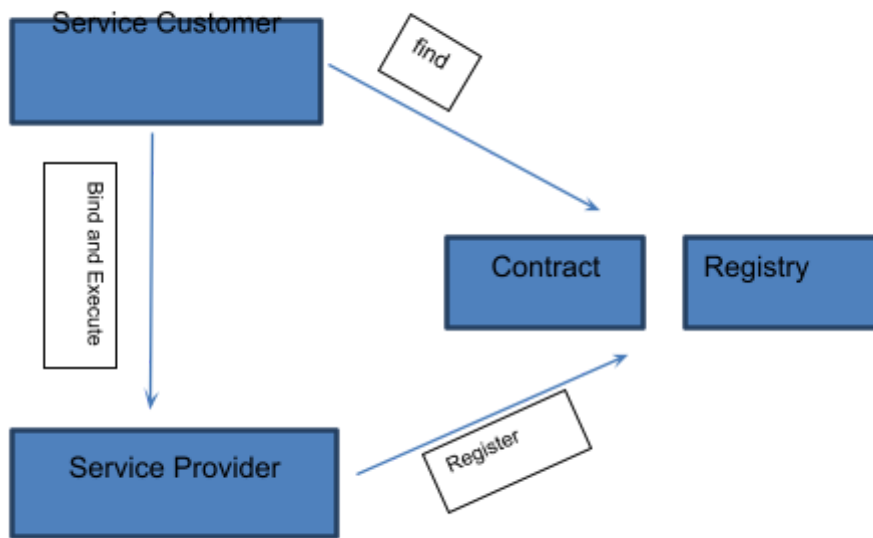 Service Customer
find
Bind and Execute
Contract
Registry
Service Provider
Register